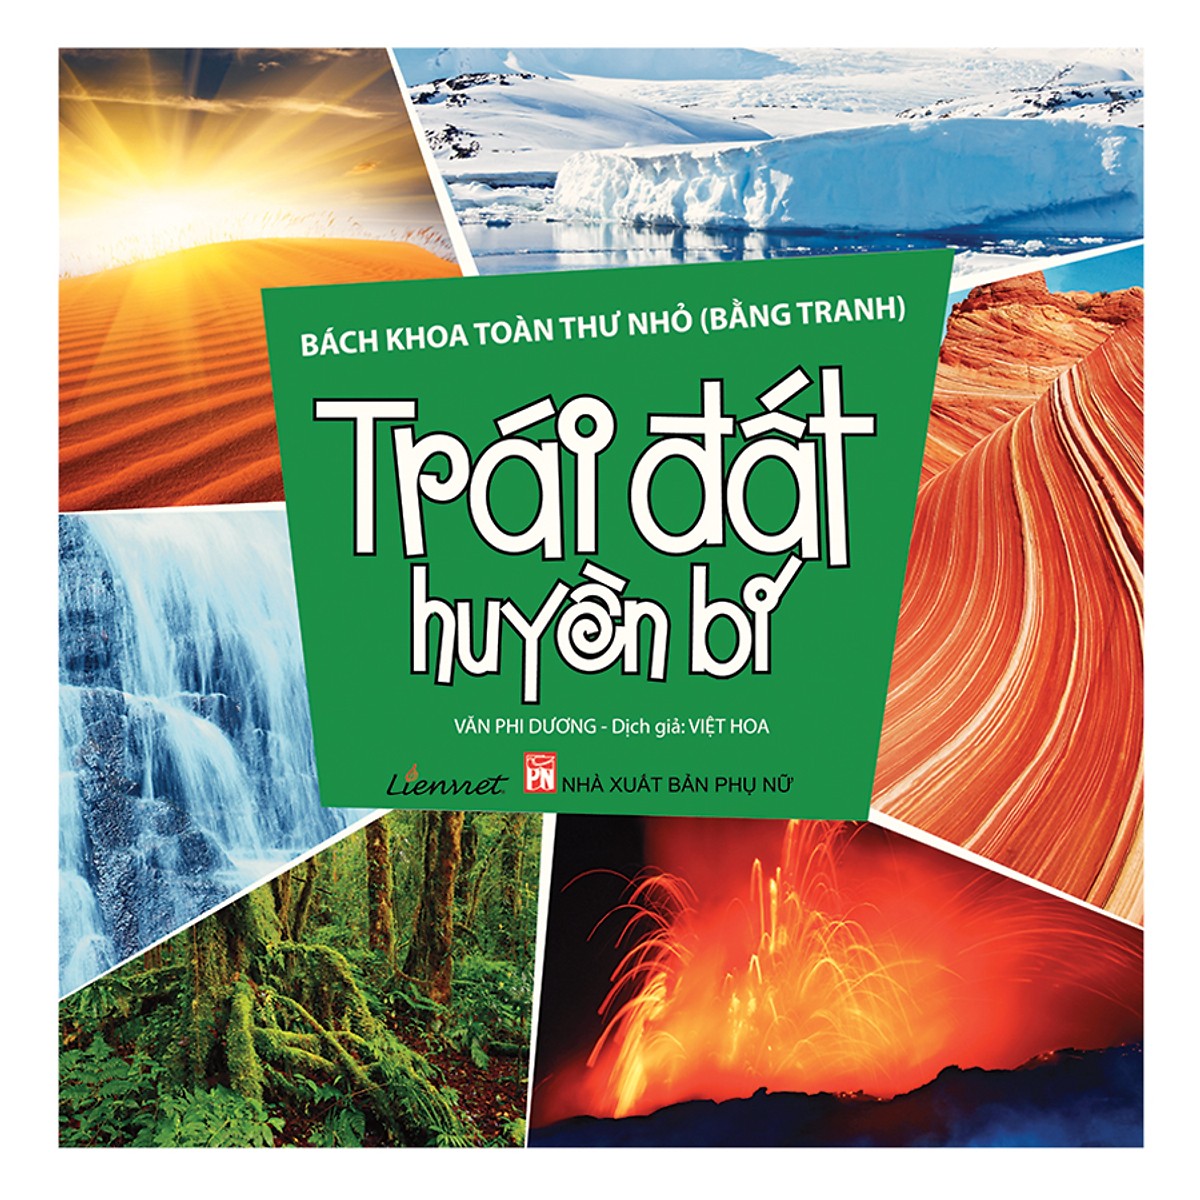 BÁCH KHOA TOÀN THƯ NHỎ (BẰNG TRANH)
Trái đất
huyền bí
VĂN PHI DƯƠNG - Dịch giả: VIỆT HOA
Lienviet PN NHÀ XUẤT BẢN PHỤ NỮ